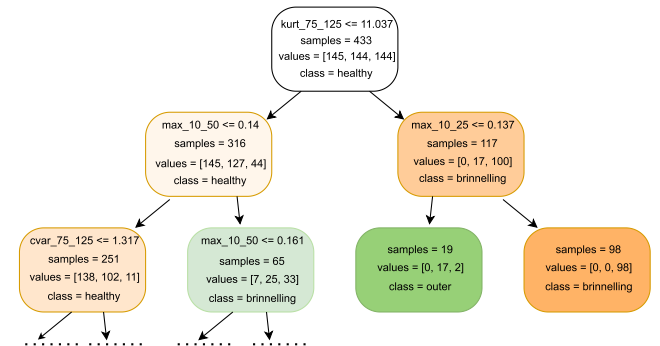 kurt_75_125 <= 11.037
samples = 433
values = [145, 144, 144]
class = healthy
max_10_50 <= 0.14
samples = 316
values = [145, 127, 44]
class = healthy
max_10_25 <= 0.137
samples = 117
values = [0, 17, 100]
class = brinnelling
cvar_75_125 <= 1.317
samples = 251
values = [138, 102, 11]
class = healthy
max_10_50 <= 0.161
samples = 65
values = [7, 25, 33]
class = brinnelling
samples = 19
values = [0, 17, 2]
class = outer
samples = 98
values = [0, 0, 98]
class = brinnelling